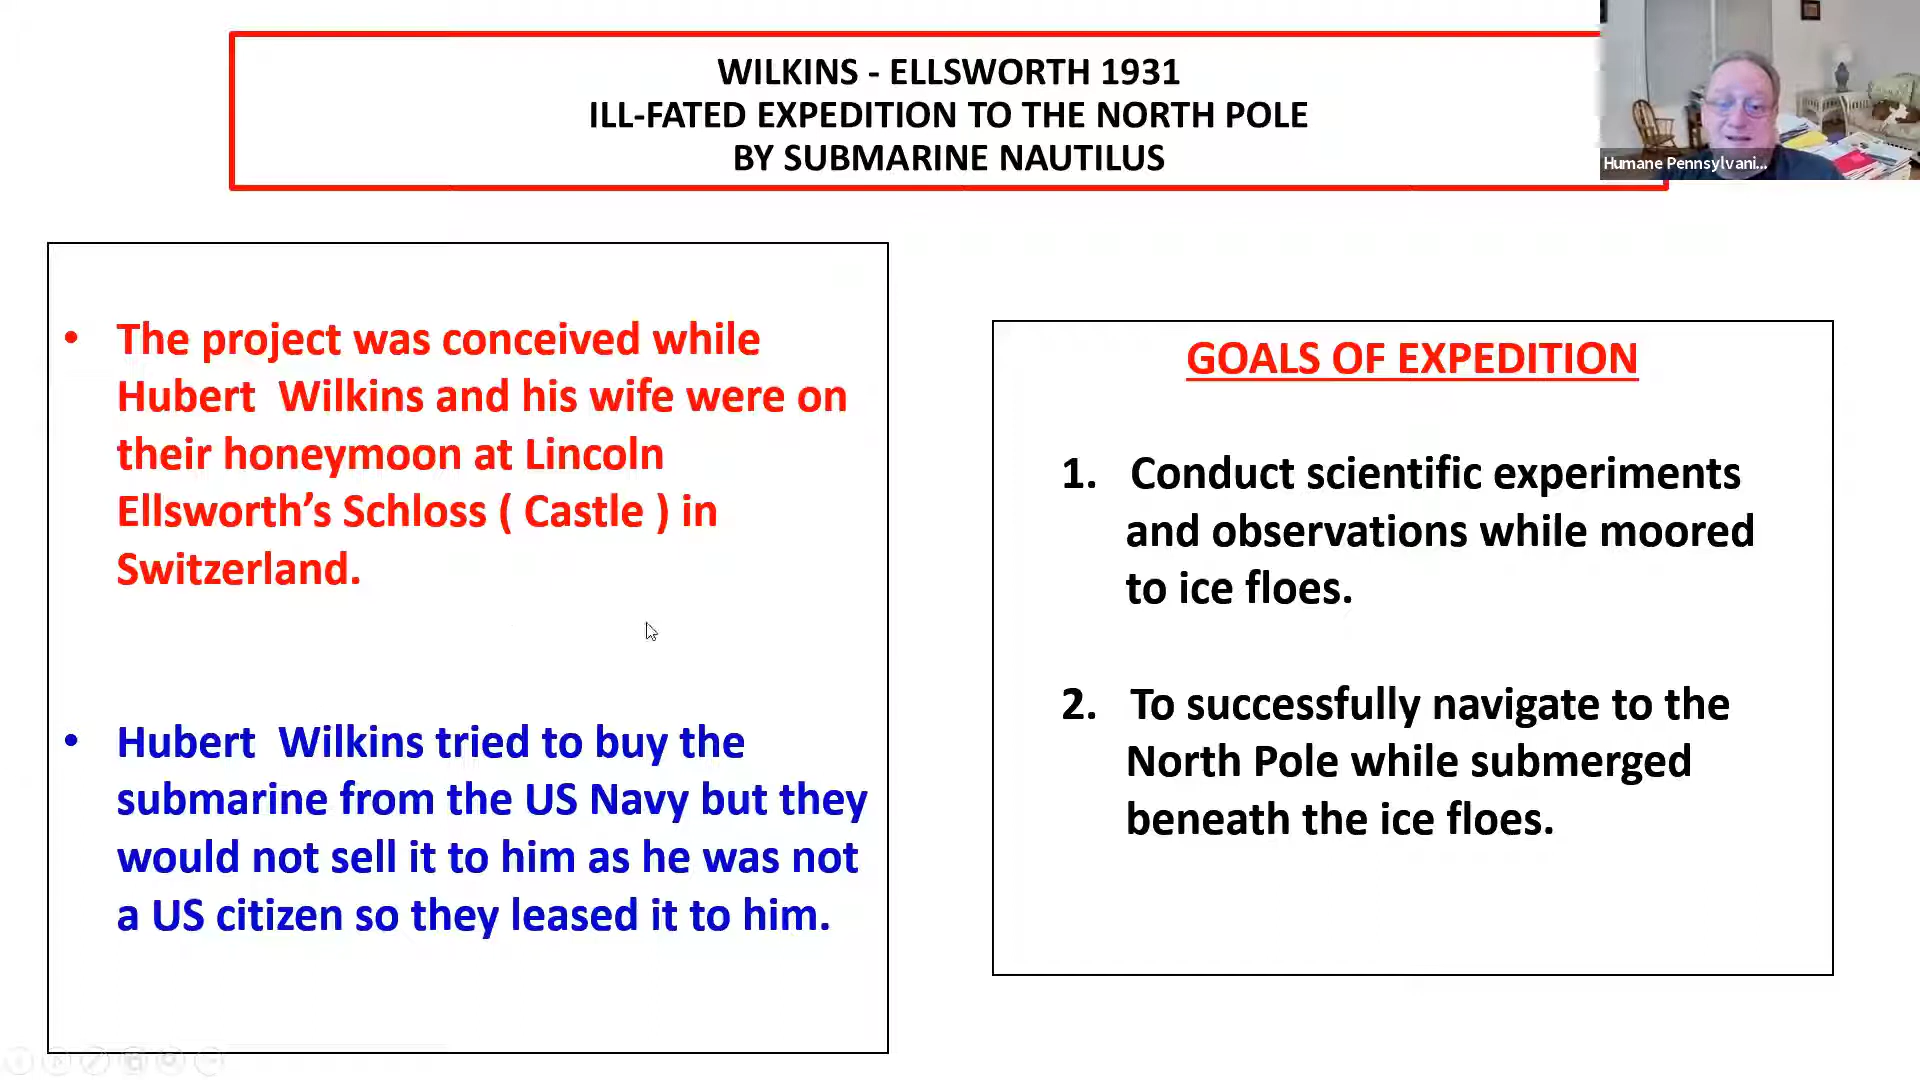 WILKINS - ELLSWORTH 1931
ILL-FATED EXPEDITION TO THE NORTH POLE
BY SUBMARINE NAUTILUS
Humane Pennsylvani...
• The project was conceived while
Hubert  Wilkins and his wife were on
their honeymoon at Lincoln
Ellsworth’s Schloss ( Castle ) in
Switzerland.
• Hubert  Wilkins tried to buy the
submarine from the US Navy but they
would not sell it to him as he was not
a US citizen so they leased it to him.
GOALS OF EXPEDITION
1. Conduct scientific experiments
and observations while moored
to ice floes.
2. To successfully navigate to the
North Pole while submerged
beneath the ice floes.